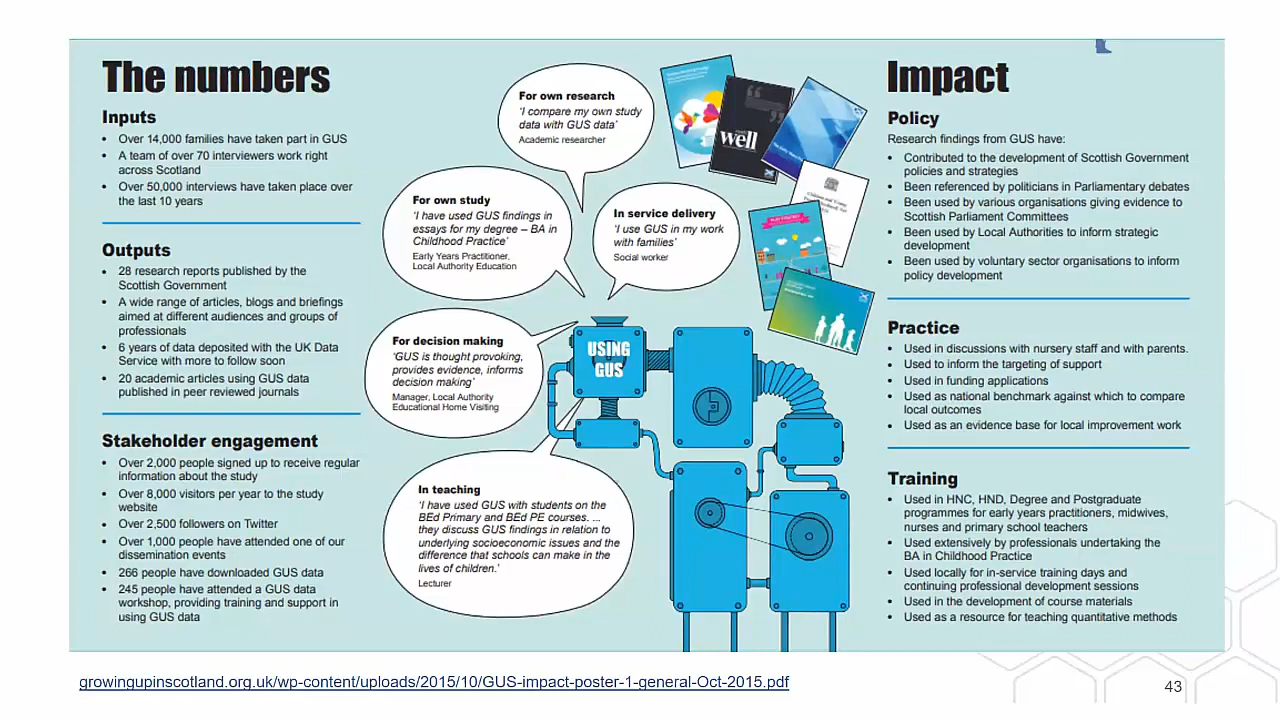 The numbers
Inputs
• Over 14,000 families have taken part in GUS
• A team of over 70 interviewers work right
across Scotland
• Over 50,000 interviews have taken place over
the last 10 years
Outputs
• 28 research reports published by the
Scottish Government
• A wide range of articles, blogs and briefings
aimed at different audiences and groups of
professionals
• 6 years of data deposited with the UK Data
Service with more to follow soon
• 20 academic articles using GUS data
published in peer reviewed journals
Stakeholder engagement
• Over 2,000 people signed up to receive regular
information about the study
• Over 8,000 visitors per year to the study
website
• Over 2,500 followers on Twitter
• Over 1,000 people have attended one of our
dissemination events
• 266 people have downloaded GUS data
• 245 people have attended a GUS data
workshop, providing training and support in
using GUS data
For own research
‘I compare my own study
data with GUS data’
Academic researcher
For own study
‘I have used GUS findings in
essays for my degree – BA in
Childhood Practice’
Early Years Practitioner,
Local Authority Education
In service delivery
‘I use GUS in my work
with families’
Social worker
For decision making
‘GUS is thought provoking,
provides evidence, informs
decision making’
Manager, Local Authority
Educational Home Visiting
In teaching
‘I have used GUS with students on the
BEd Primary and BEd PE courses. ...
they discuss GUS findings in relation to
underlying socioeconomic issues and the
difference that schools can make in the
lives of children.’
Lecturer
USING
GUS
well
Impact
Policy
Research findings from GUS have:
• Contributed to the development of Scottish Government
policies and strategies
• Been referenced by politicians in Parliamentary debates
• Been used by various organisations giving evidence to
Scottish Parliament Committees
• Been used by Local Authorities to inform strategic
development
• Been used by voluntary sector organisations to inform
policy development
Practice
• Used in discussions with nursery staff and with parents.
• Used to inform the targeting of support
• Used in funding applications
• Used as national benchmark against which to compare
local outcomes
• Used as an evidence base for local improvement work
Training
• Used in HNC, HND, Degree and Postgraduate
programmes for early years practitioners, midwives,
nurses and primary school teachers
• Used extensively by professionals undertaking the
BA in Childhood Practice
• Used locally for in-service training days and
continuing professional development sessions
• Used in the development of course materials
• Used as a resource for teaching quantitative methods
growingupinscotland.org.uk/wp-content/uploads/2015/10/GUS-impact-poster-1-general-Oct-2015.pdf
43